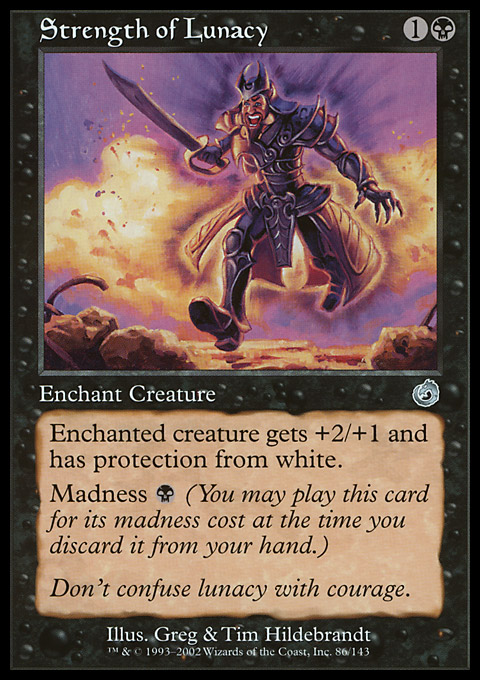 Strength of Lunacy 1
Enchant Creature
Enchanted creature gets +2/+1 and
has protection from white.
Madness (You may play this card
for its madness cost at the time you
discard it from your hand.)
Don't confuse lunacy with courage.
Illus. Greg & Tim Hildebrandt
™ & © 1993–2002 Wizards of the Coast, Inc. 86/143